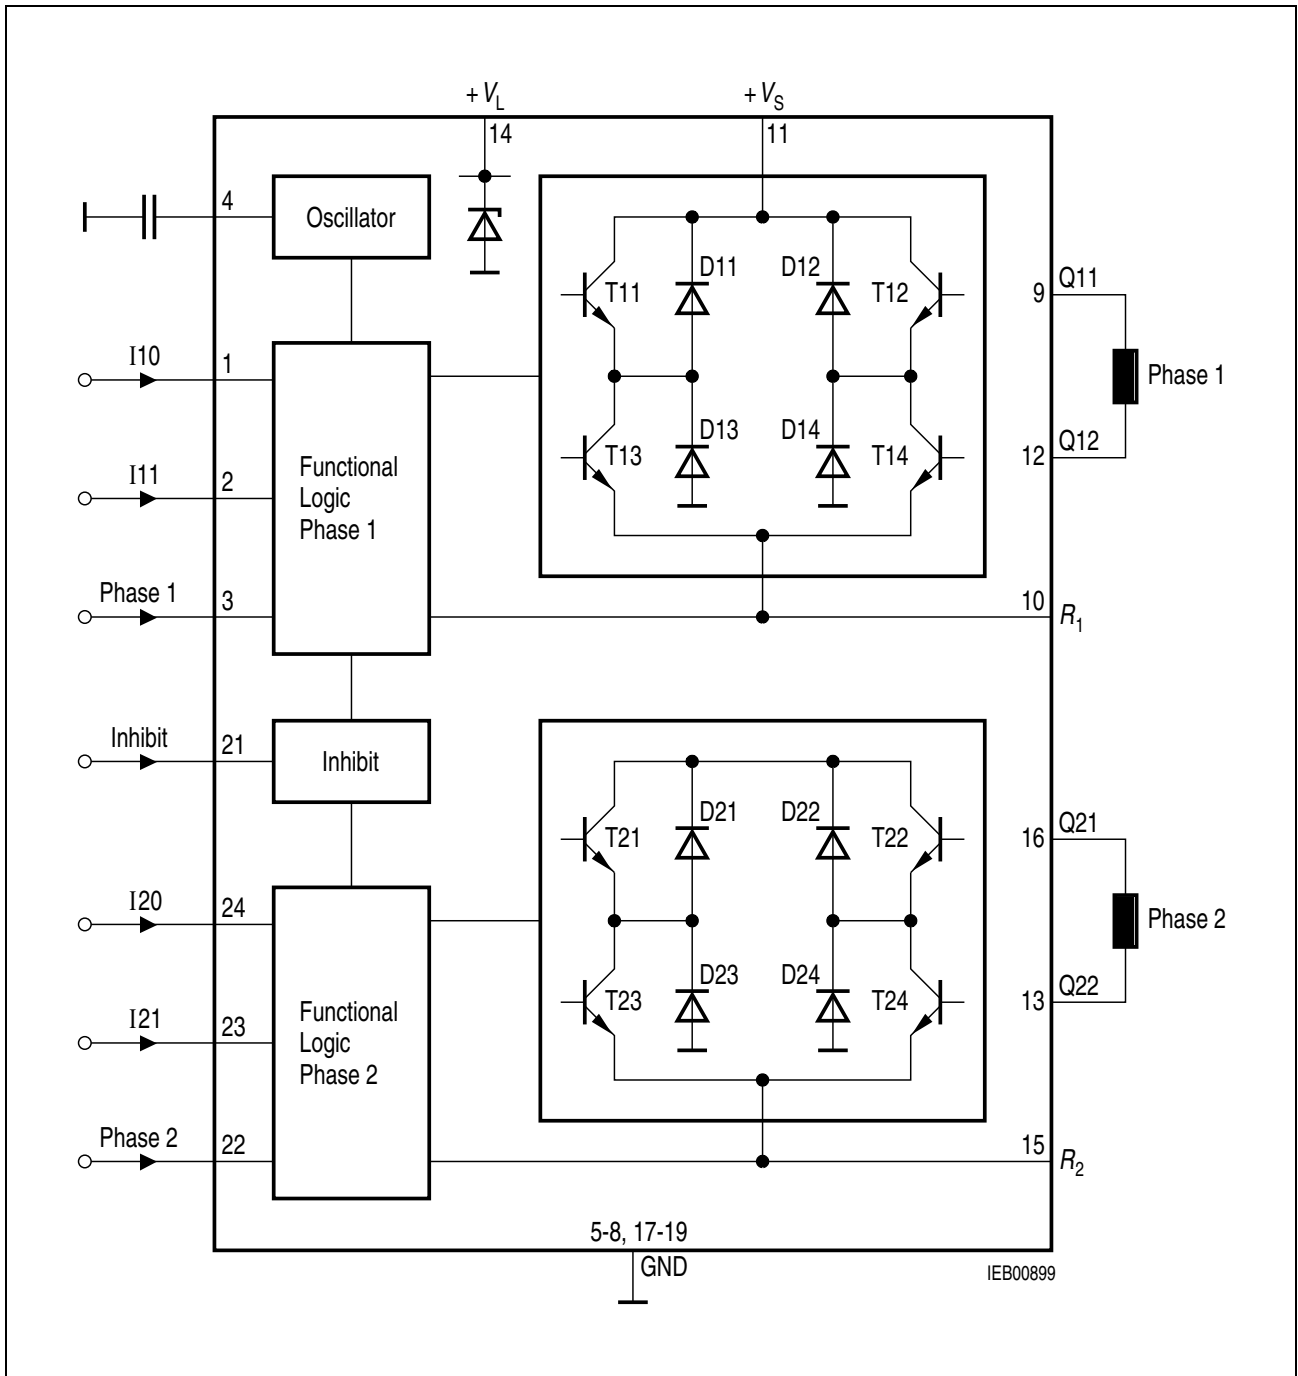 + VL
+ VS
14
11
4
Oscillator
D11
D12
T11
T12
9
Q11
I10
1
Phase 1
D13
D14
T13
T14
12
Q12
I11
2
Functional
Logic
Phase 1
Phase 1
3
10
R1
Inhibit
21
Inhibit
D21
D22
T21
T22
16
Q21
I20
24
Phase 2
D23
D24
T23
T24
13
Q22
I21
23
Functional
Logic
Phase 2
Phase 2
22
15
R2
5-8, 17-19
GND
IEB00899